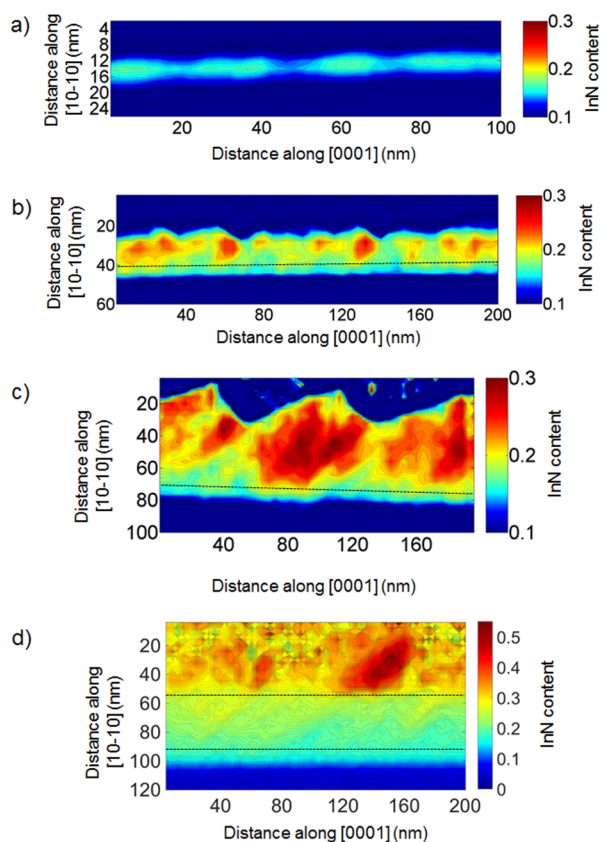 a)
Distance along
[10-10] (nm)
4
8
12
16
20
24
20 40 60 80 100
Distance along [0001] (nm)
0.3
0.2
0.1
InN content
b)
Distance along
[10-10] (nm)
20
40
60
40 80 120 160 200
Distance along [0001] (nm)
0.3
0.2
0.1
InN content
c)
Distance along
[10-10] (nm)
20
40
60
80
100
40 80 120 160
Distance along [0001] (nm)
0.3
0.2
0.1
InN content
d)
Distance along
[10-10] (nm)
20
40
60
80
100
120
40 80 120 160 200
Distance along [0001] (nm)
0.5
0.4
0.3
0.2
0.1
0
InN content